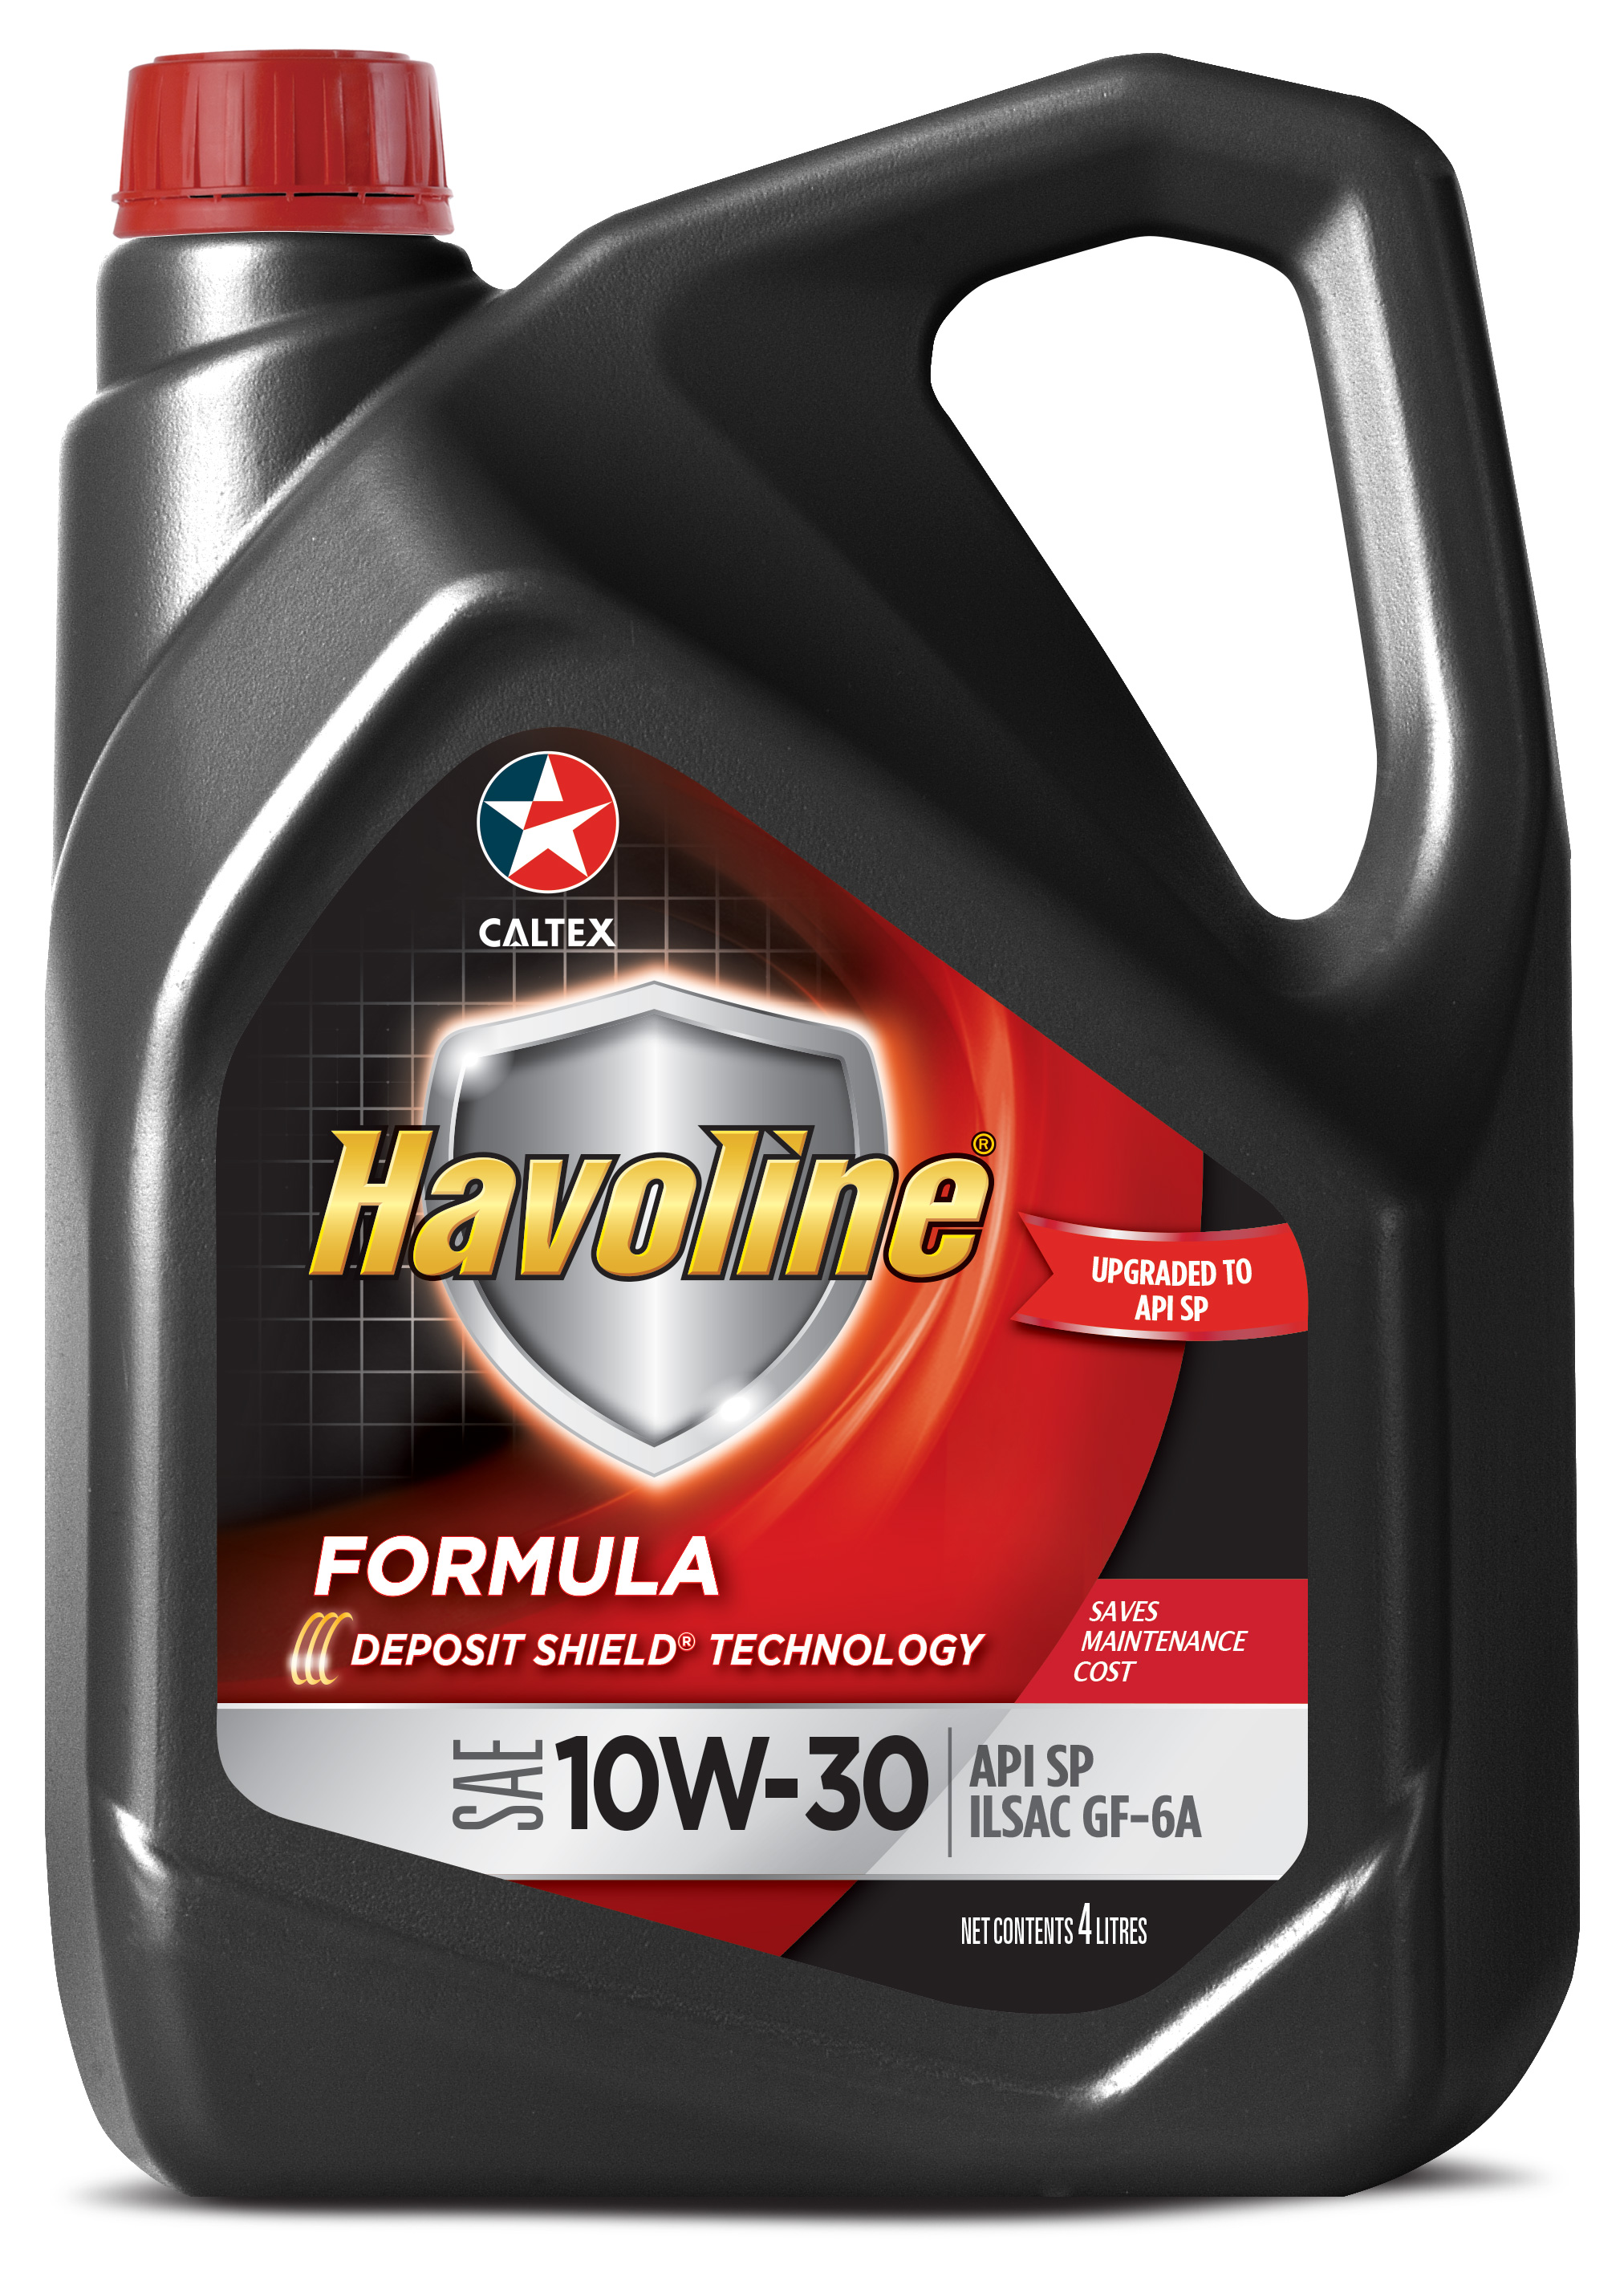 CALTEX
Havoline®
UPGRADED TO
API SP
FORMULA
DEPOSIT SHIELD® TECHNOLOGY
SAVES
MAINTENANCE
COST
SAE 10W-30
API SP
ILSAC GF-6A
NET CONTENTS 4 LITRES